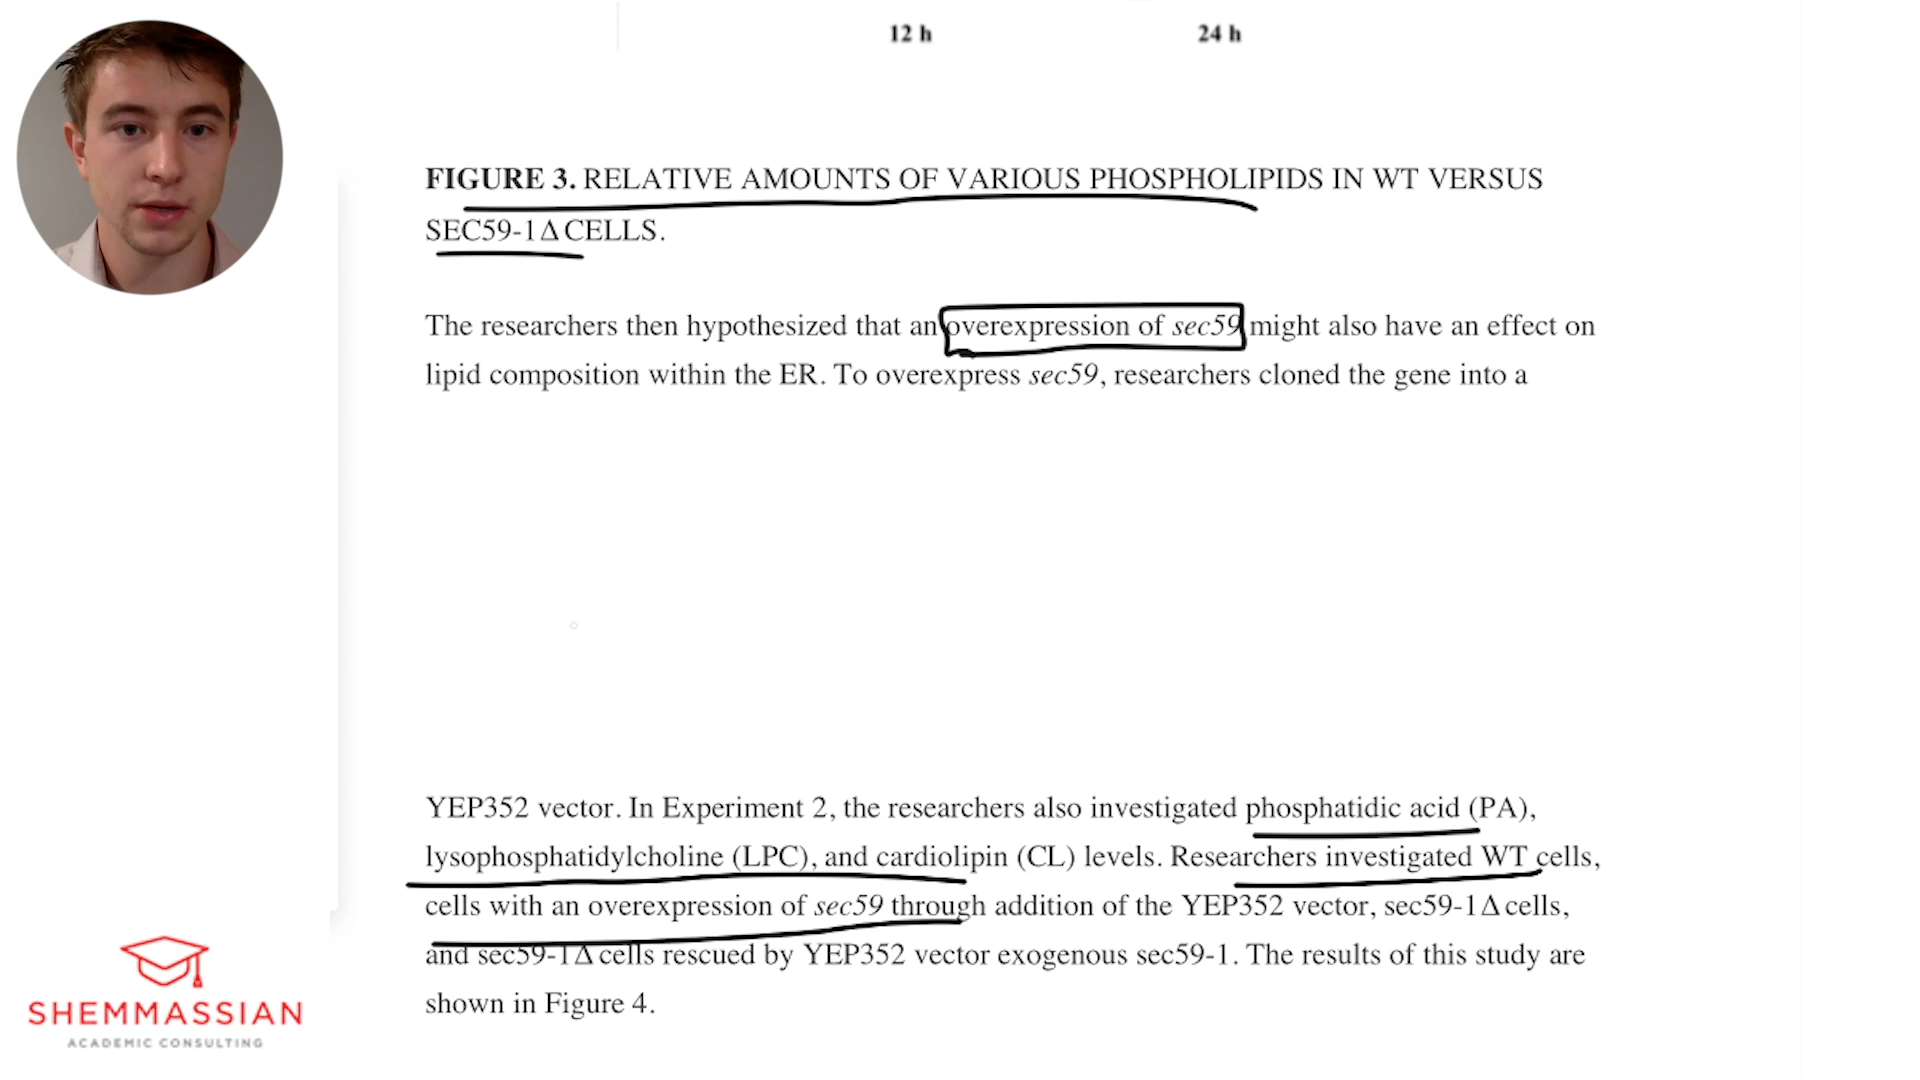 12 h 24 h
FIGURE 3. RELATIVE AMOUNTS OF VARIOUS PHOSPHOLIPIDS IN WT VERSUS
SEC59-1Δ CELLS.
The researchers then hypothesized that an overexpression of sec59 might also have an effect on
lipid composition within the ER. To overexpress sec59, researchers cloned the gene into a
YEP352 vector. In Experiment 2, the researchers also investigated phosphatidic acid (PA),
lysophosphatidylcholine (LPC), and cardiolipin (CL) levels. Researchers investigated WT cells,
cells with an overexpression of sec59 through addition of the YEP352 vector, sec59-1Δ cells,
and sec59-1Δ cells rescued by YEP352 vector exogenous sec59-1. The results of this study are
shown in Figure 4.
SHEMMASSIAN
ACADEMIC CONSULTING